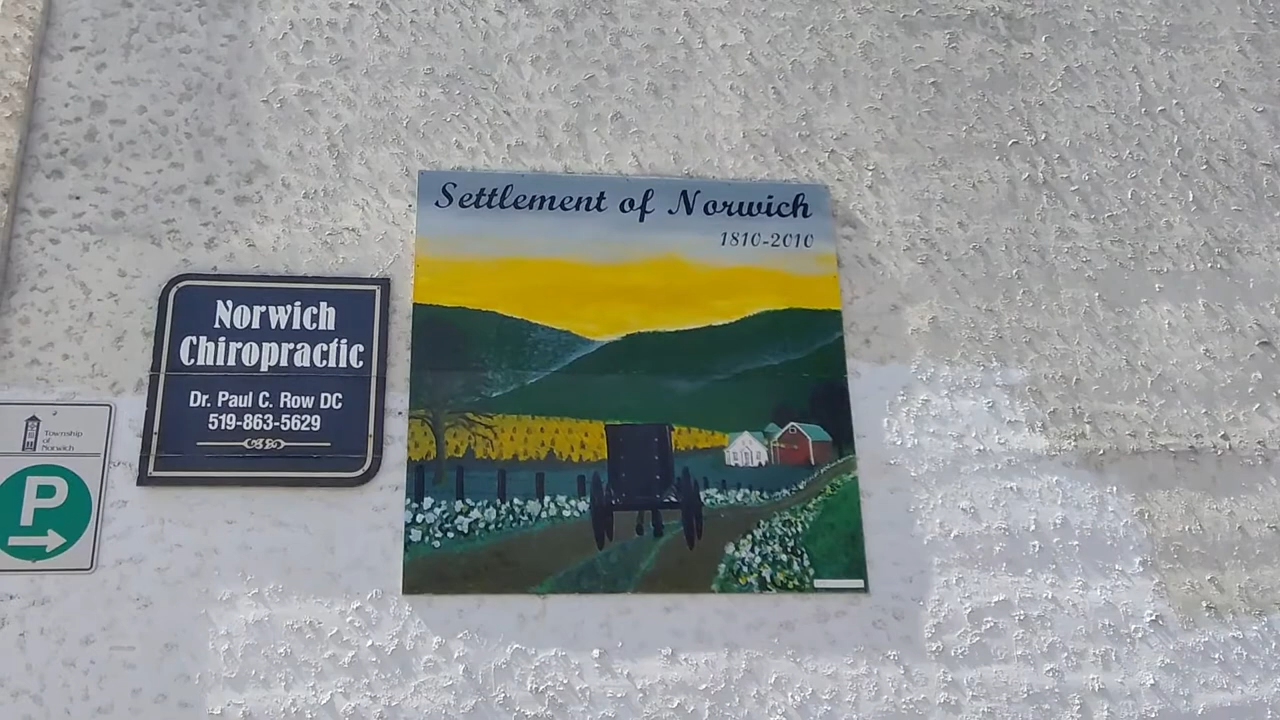 Settlement of Norwich
1810-2010
Norwich
Chiropractic
Dr. Paul C. Row DC
519-863-5629
Township
of
Norwich
P